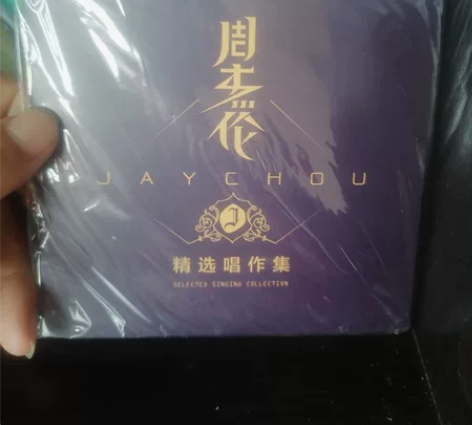 周杰伦
JAYCHOU
J
精选唱作集
SELECTED SINGING COLLECTION